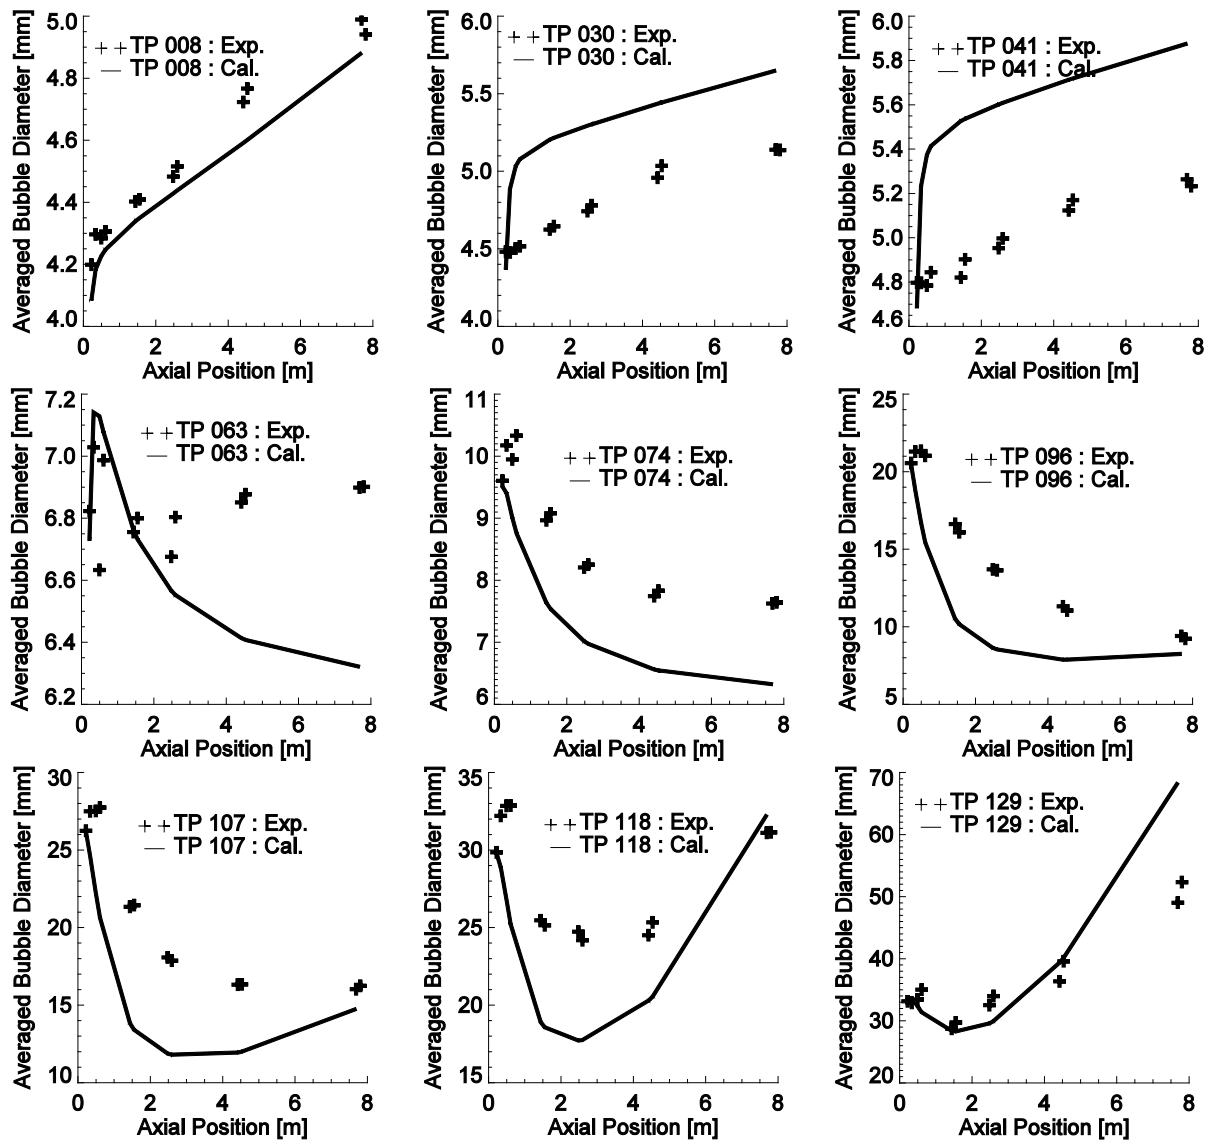 Averaged Bubble Diameter [mm]
5.0
4.8
4.6
4.4
4.2
4.0
++TP 008 : Exp.
— TP 008 : Cal.
0 2 4 6 8
Axial Position [m]
Averaged Bubble Diameter [mm]
6.0
5.5
5.0
4.5
4.0
++TP 030 : Exp.
— TP 030 : Cal.
0 2 4 6 8
Axial Position [m]
Averaged Bubble Diameter [mm]
6.0
5.8
5.6
5.4
5.2
5.0
4.8
4.6
++TP 041 : Exp.
— TP 041 : Cal.
0 2 4 6 8
Axial Position [m]
Averaged Bubble Diameter [mm]
7.2
7.0
6.8
6.6
6.4
6.2
++TP 063 : Exp.
— TP 063 : Cal.
0 2 4 6 8
Axial Position [m]
Averaged Bubble Diameter [mm]
11
10
9
8
7
6
++TP 074 : Exp.
— TP 074 : Cal.
0 2 4 6 8
Axial Position [m]
Averaged Bubble Diameter [mm]
25
20
15
10
5
++TP 096 : Exp.
— TP 096 : Cal.
0 2 4 6 8
Axial Position [m]
Averaged Bubble Diameter [mm]
30
25
20
15
10
++TP 107 : Exp.
— TP 107 : Cal.
0 2 4 6 8
Axial Position [m]
Averaged Bubble Diameter [mm]
35
30
25
20
15
++TP 118 : Exp.
— TP 118 : Cal.
0 2 4 6 8
Axial Position [m]
Averaged Bubble Diameter [mm]
70
60
50
40
30
20
++TP 129 : Exp.
— TP 129 : Cal.
0 2 4 6 8
Axial Position [m]